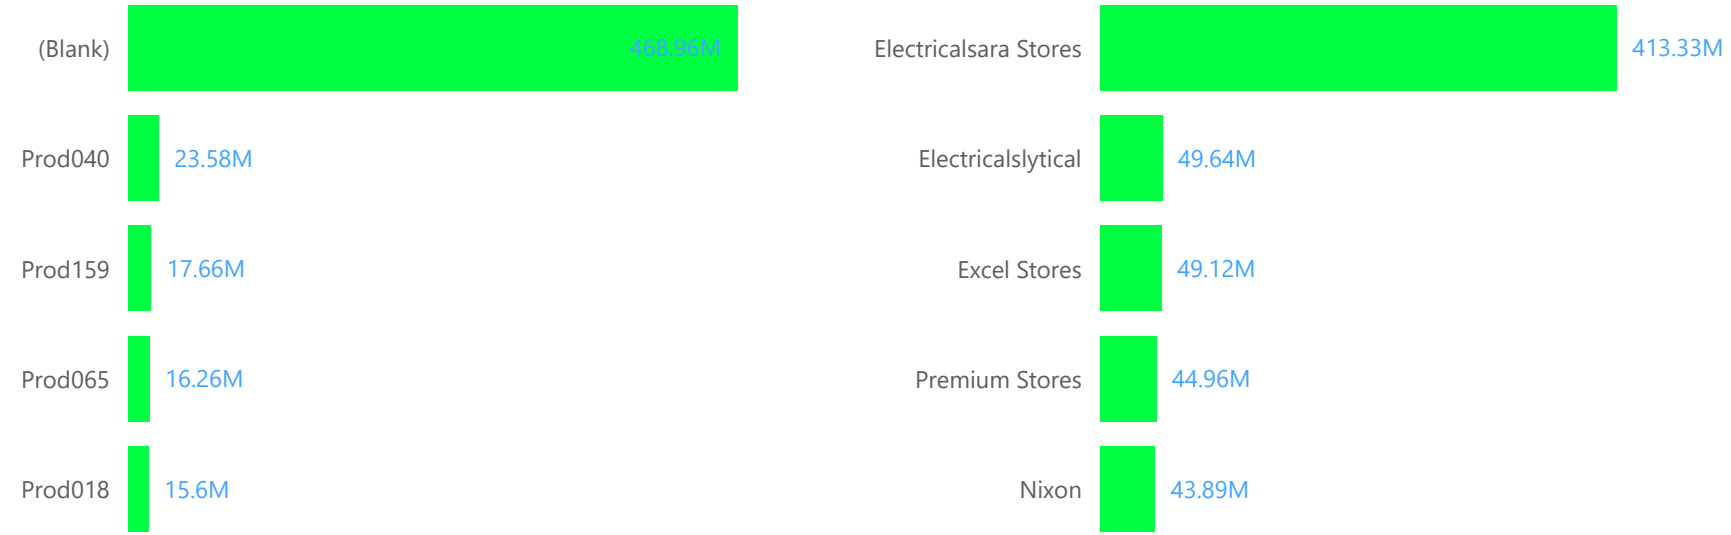 (Blank) 468.96M
Prod040 23.58M
Prod159 17.66M
Prod065 16.26M
Prod018 15.6M
Electricalsara Stores 413.33M
Electricalslytical 49.64M
Excel Stores 49.12M
Premium Stores 44.96M
Nixon 43.89M